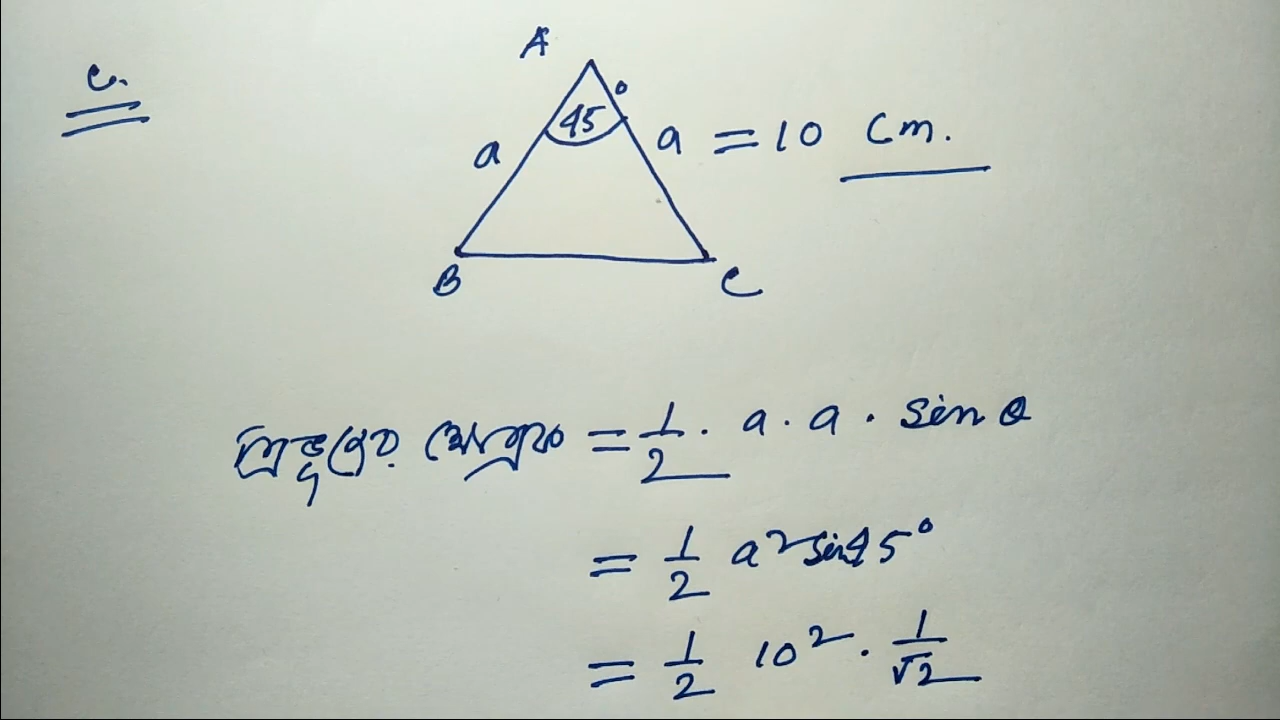 c.
A
45°
a
a = 10 cm.
B
C
ত্রিভুজের ক্ষেত্রফল = 1/2 . a . a . sin θ
= 1/2 a² sin45°
= 1/2 10² . 1/√2